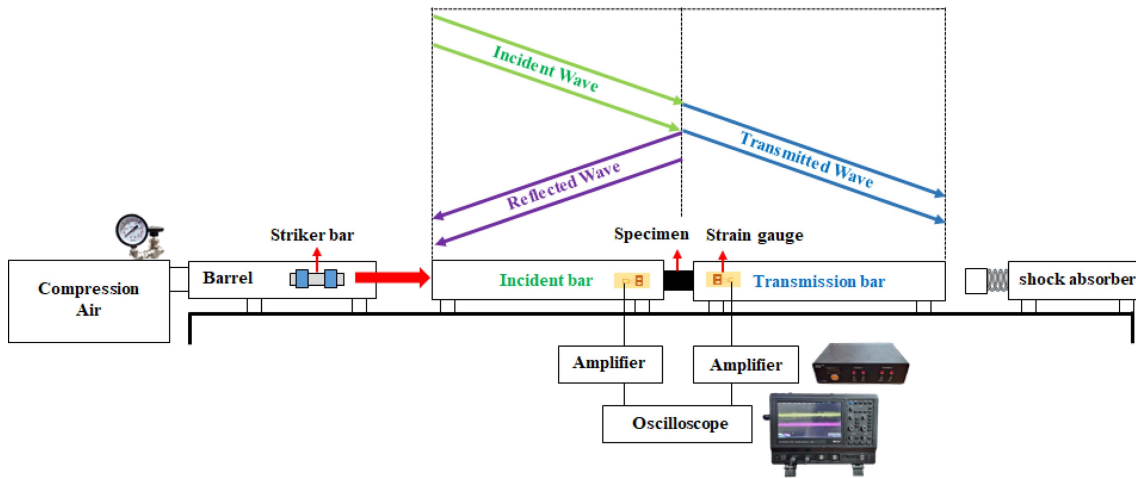 Incident Wave
Transmitted Wave
Reflected Wave
Striker bar
Specimen
Strain gauge
Compression
Air
Barrel
Incident bar
Transmission bar
shock absorber
Amplifier
Amplifier
Oscilloscope